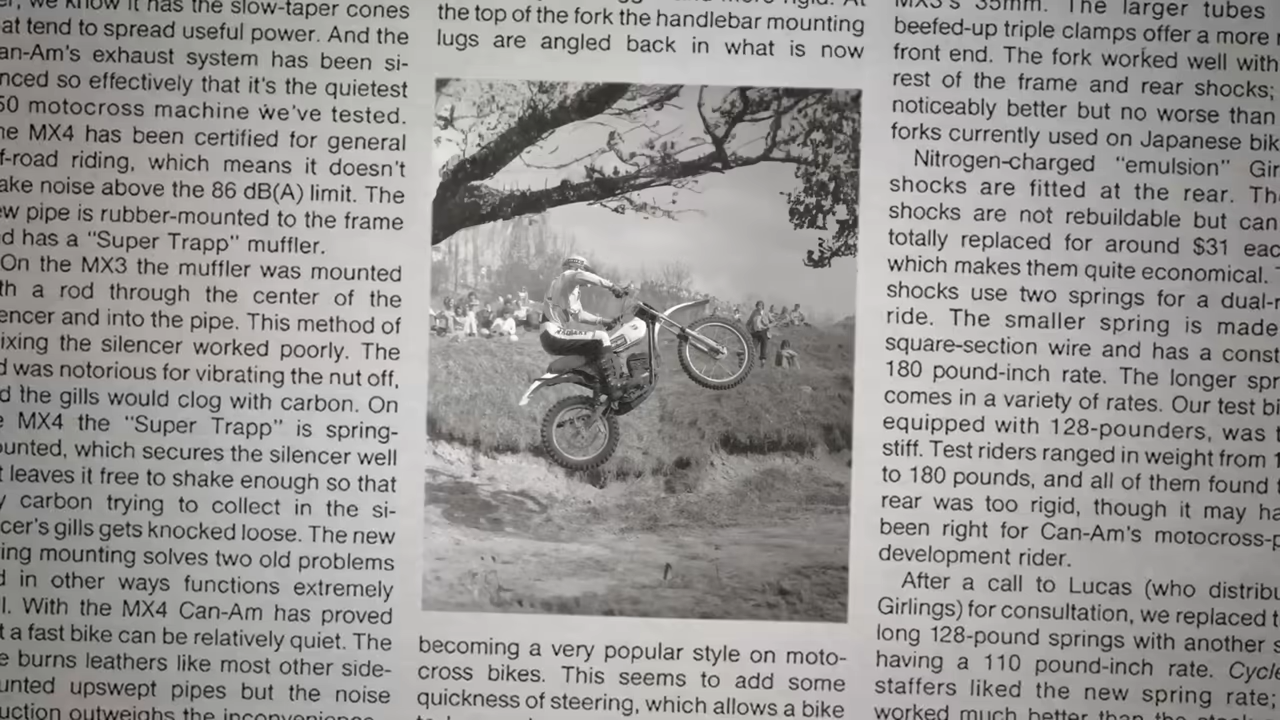 we know it has the slow-taper cones
at tend to spread useful power. And the
an-Am's exhaust system has been si-
nced so effectively that it's the quietest
50 motocross machine we've tested.
he MX4 has been certified for general
f-road riding, which means it doesn't
ake noise above the 86 dB(A) limit. The
ew pipe is rubber-mounted to the frame
d has a "Super Trapp" muffler.
On the MX3 the muffler was mounted
th a rod through the center of the
encer and into the pipe. This method of
ixing the silencer worked poorly. The
d was notorious for vibrating the nut off,
d the gills would clog with carbon. On
e MX4 the "Super Trapp" is spring-
ounted, which secures the silencer well
t leaves it free to shake enough so that
y carbon trying to collect in the si-
cer's gills gets knocked loose. The new
ing mounting solves two old problems
d in other ways functions extremely
l. With the MX4 Can-Am has proved
t a fast bike can be relatively quiet. The
e burns leathers like most other side-
unted upswept pipes but the noise
uction outweighs the inconvenience
the top of the fork the handlebar mounting
lugs are angled back in what is now
becoming a very popular style on moto-
cross bikes. This seems to add some
quickness of steering, which allows a bike
MX3's 35mm. The larger tubes
beefed-up triple clamps offer a more
front end. The fork worked well with
rest of the frame and rear shocks;
noticeably better but no worse than
forks currently used on Japanese bik
Nitrogen-charged "emulsion" Gir
shocks are fitted at the rear. Th
shocks are not rebuildable but can
totally replaced for around $31 eac
which makes them quite economical.
shocks use two springs for a dual-r
ride. The smaller spring is made
square-section wire and has a const
180 pound-inch rate. The longer spr
comes in a variety of rates. Our test bi
equipped with 128-pounders, was
stiff. Test riders ranged in weight from 1
to 180 pounds, and all of them found
rear was too rigid, though it may ha
been right for Can-Am's motocross-p
development rider.
After a call to Lucas (who distribu
Girlings) for consultation, we replaced t
long 128-pound springs with another s
having a 110 pound-inch rate. Cycle
staffers liked the new spring rate;
worked much better than